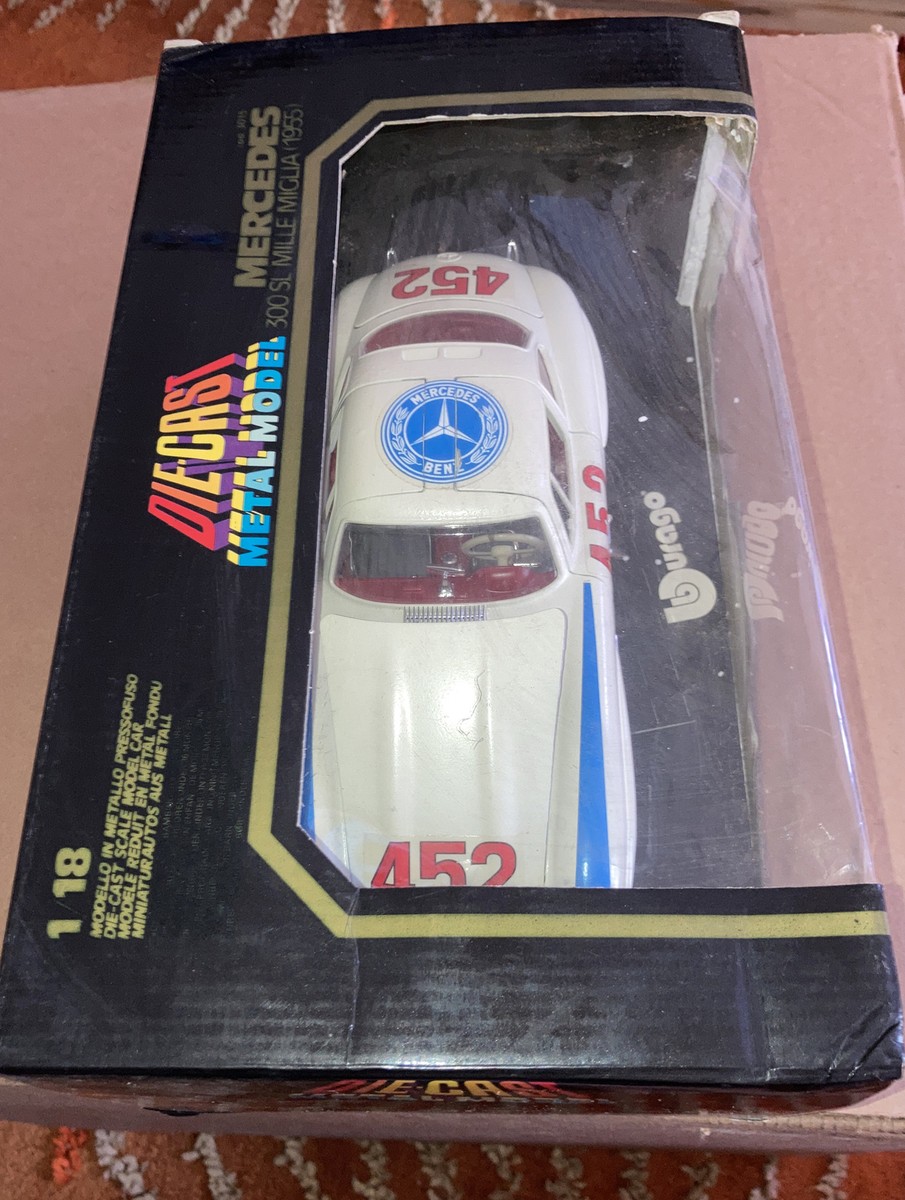 MERCEDES
300 SL MILLE MIGLIA (1955)
DIE-CAST
METAL MODEL
1/18
MODELLO IN METALLO PRESSOFUSO
DIE-CAST SCALE MODEL CAR
MODELE REDUIT EN METAL FONDU
MINIATURAUTOS AUS METALL
452
MERCEDES
BENZ
452
452
Burago
Burago
DIE-CAST